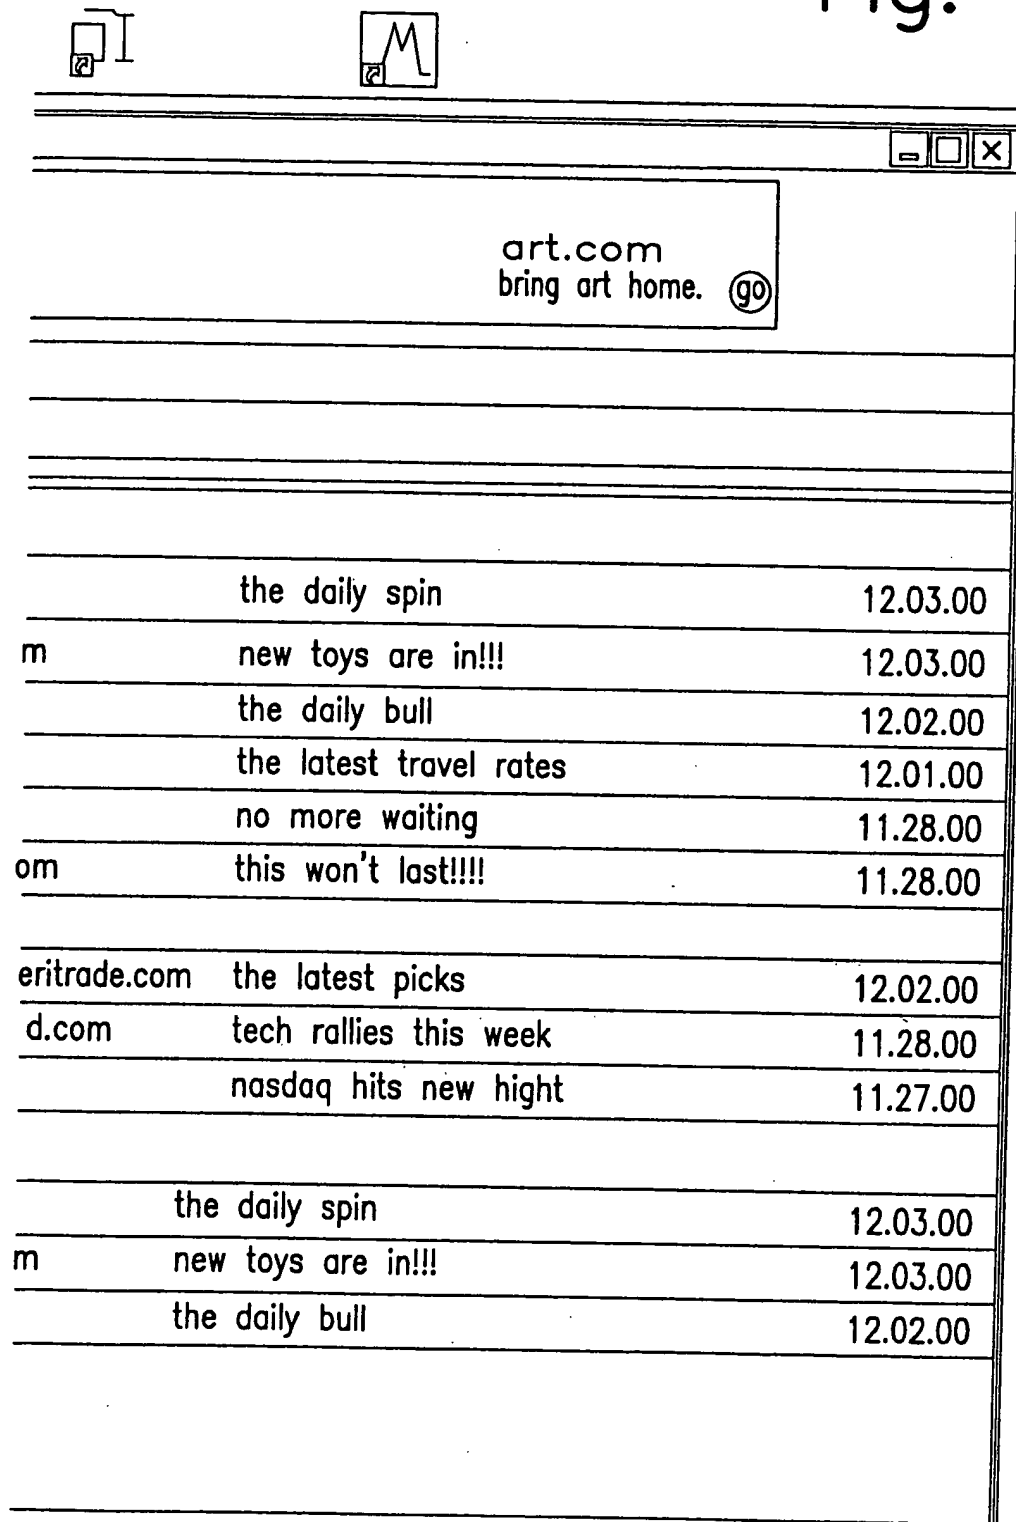 Fig.
M
art.com
bring art home. go
the daily spin 12.03.00
m new toys are in!!! 12.03.00
the daily bull 12.02.00
the latest travel rates 12.01.00
no more waiting 11.28.00
om this won't last!!!! 11.28.00
eritrade.com the latest picks 12.02.00
d.com tech rallies this week 11.28.00
nasdaq hits new hight 11.27.00
the daily spin 12.03.00
m new toys are in!!! 12.03.00
the daily bull 12.02.00